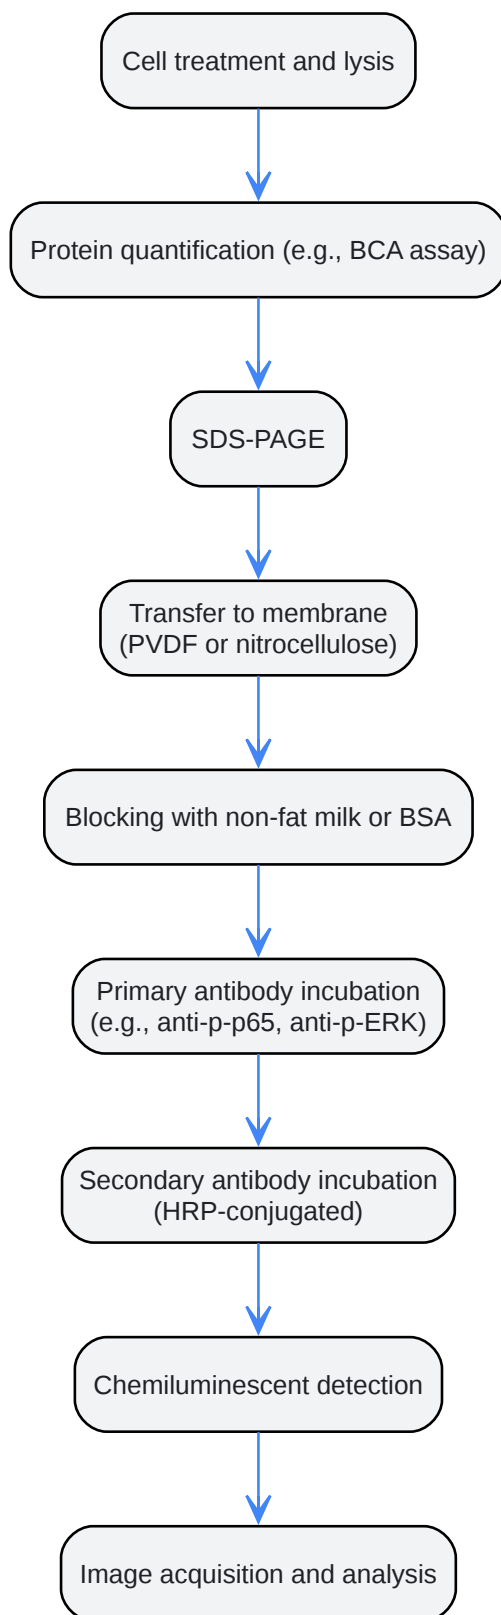 Cell treatment and lysis
Protein quantification (e.g., BCA assay)
SDS-PAGE
Transfer to membrane
(PVDF or nitrocellulose)
Blocking with non-fat milk or BSA
Primary antibody incubation
(e.g., anti-p-p65, anti-p-ERK)
Secondary antibody incubation
(HRP-conjugated)
Chemiluminescent detection
Image acquisition and analysis